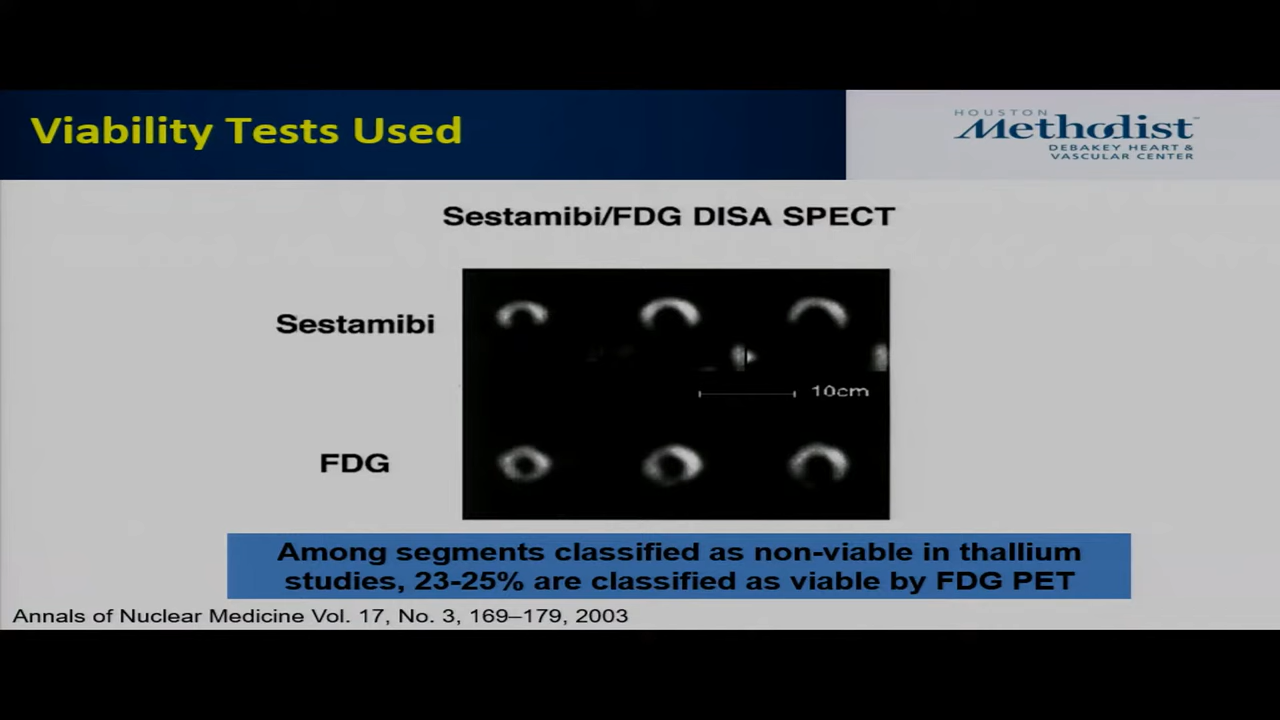 Viability Tests Used
HOUSTON
Methodist
DEBAKEY HEART &
VASCULAR CENTER
Sestamibi/FDG DISA SPECT
Sestamibi
10cm
FDG
Among segments classified as non-viable in thallium
studies, 23-25% are classified as viable by FDG PET
Annals of Nuclear Medicine Vol. 17, No. 3, 169–179, 2003